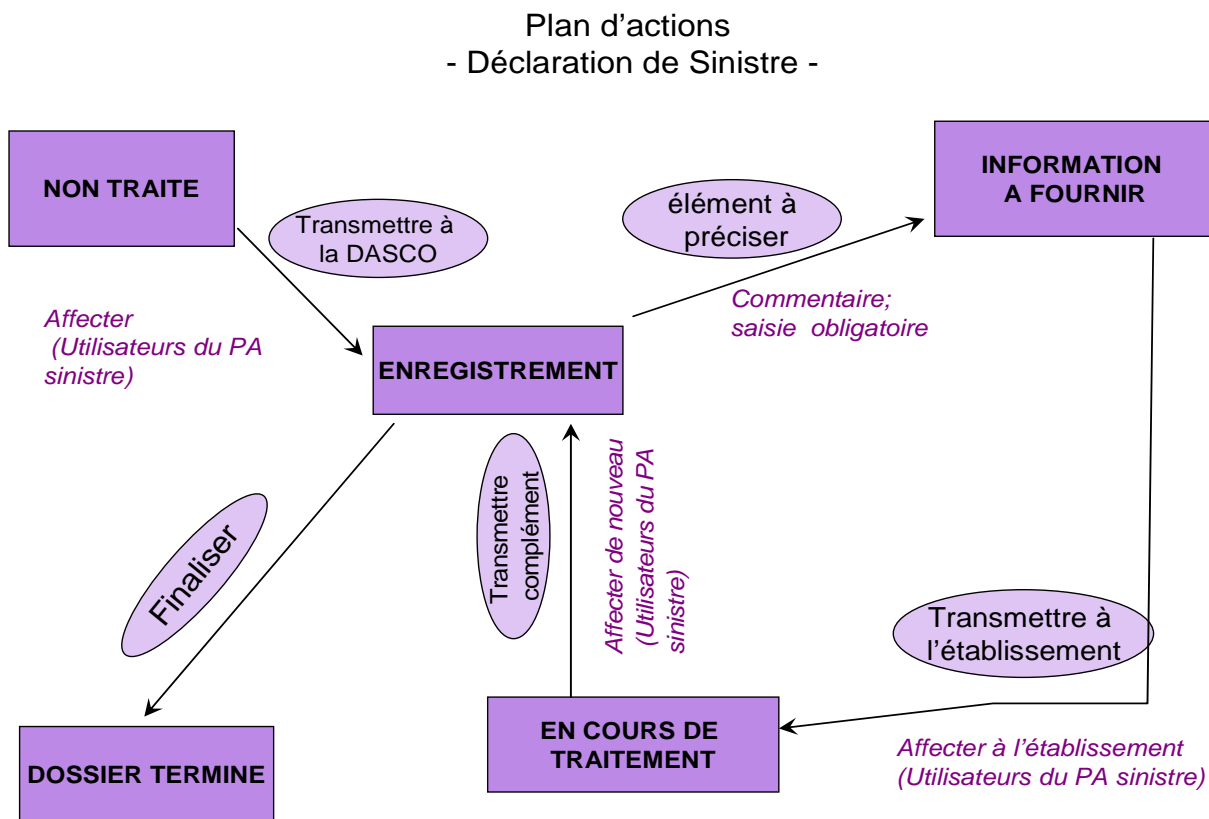 Plan d’actions
- Déclaration de Sinistre -
NON TRAITE
Transmettre à
la DASCO
élément à
préciser
INFORMATION
A FOURNIR
Affecter
(Utilisateurs du PA
sinistre)
Commentaire;
saisie obligatoire
ENREGISTREMENT
Finaliser
Transmettre
complément
Affecter de nouveau
(Utilisateurs du PA
sinistre)
Transmettre à
l’établissement
EN COURS DE
TRAITEMENT
DOSSIER TERMINE
Affecter à l’établissement
(Utilisateurs du PA sinistre)